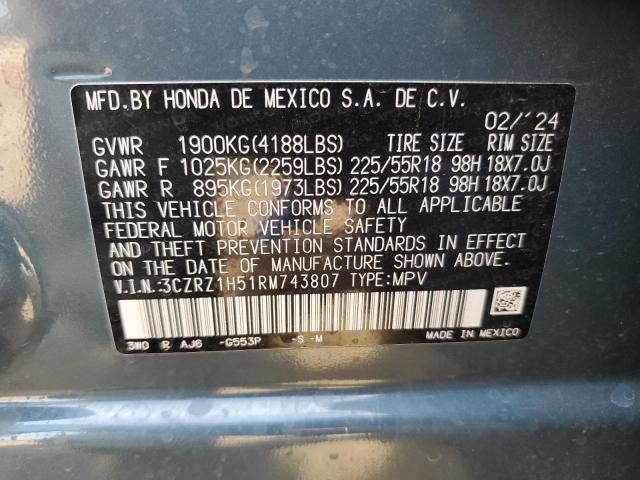 MFD.BY HONDA DE MEXICO S.A. DE C.V.
02/'24
GVWR 1900KG(4188LBS) TIRE SIZE RIM SIZE
GAWR F 1025KG(2259LBS) 225/55R18 98H 18X7.0J
GAWR R 895KG(1973LBS) 225/55R18 98H 18X7.0J
THIS VEHICLE CONFORMS TO ALL APPLICABLE
FEDERAL MOTOR VEHICLE SAFETY
AND THEFT PREVENTION STANDARDS IN EFFECT
ON THE DATE OF MANUFACTURE SHOWN ABOVE.
V.I.N.:3CZRZ1H51RM743807 TYPE:MPV
3W0 R AJ6 -G553P -S -M MADE IN MEXICO